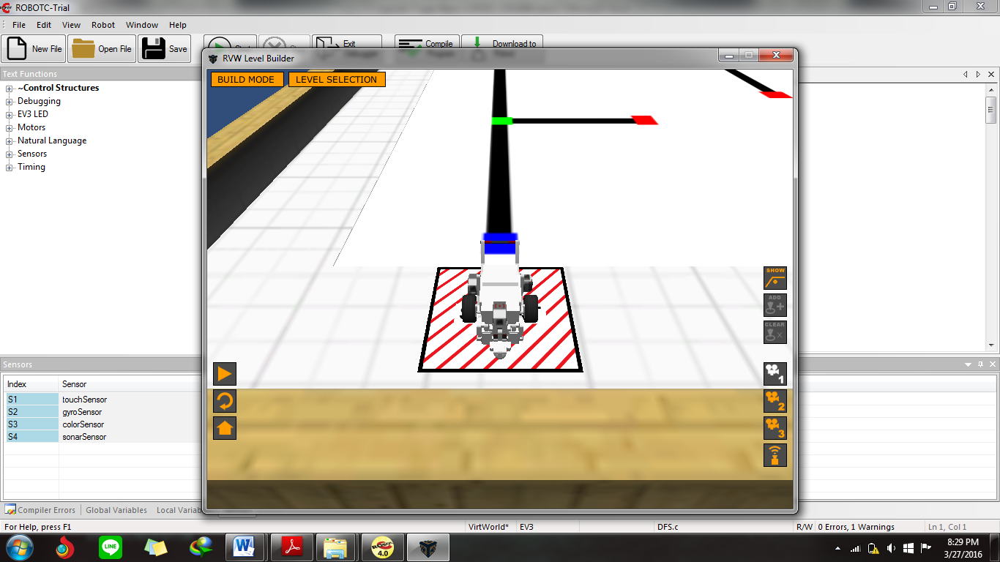 ROBOTC-Trial
File Edit View Robot Window Help
New File Open File Save Exit Compile Download to
RVW Level Builder
BUILD MODE LEVEL SELECTION
Text Functions
~Control Structures
Debugging
EV3 LED
Motors
Natural Language
Sensors
Timing
SHOW
ADD
CLEAR
1
2
3
Sensors
Index Sensor
S1 touchSensor
S2 gyroSensor
S3 colorSensor
S4 sonarSensor
Compiler Errors Global Variables Local
For Help, press F1 VirtWorld* EV3 DFS.c R/W 0 Errors, 1 Warnings Ln 1, Col 1
LINE
W
ROBOT
4.0
8:29 PM
3/27/2016